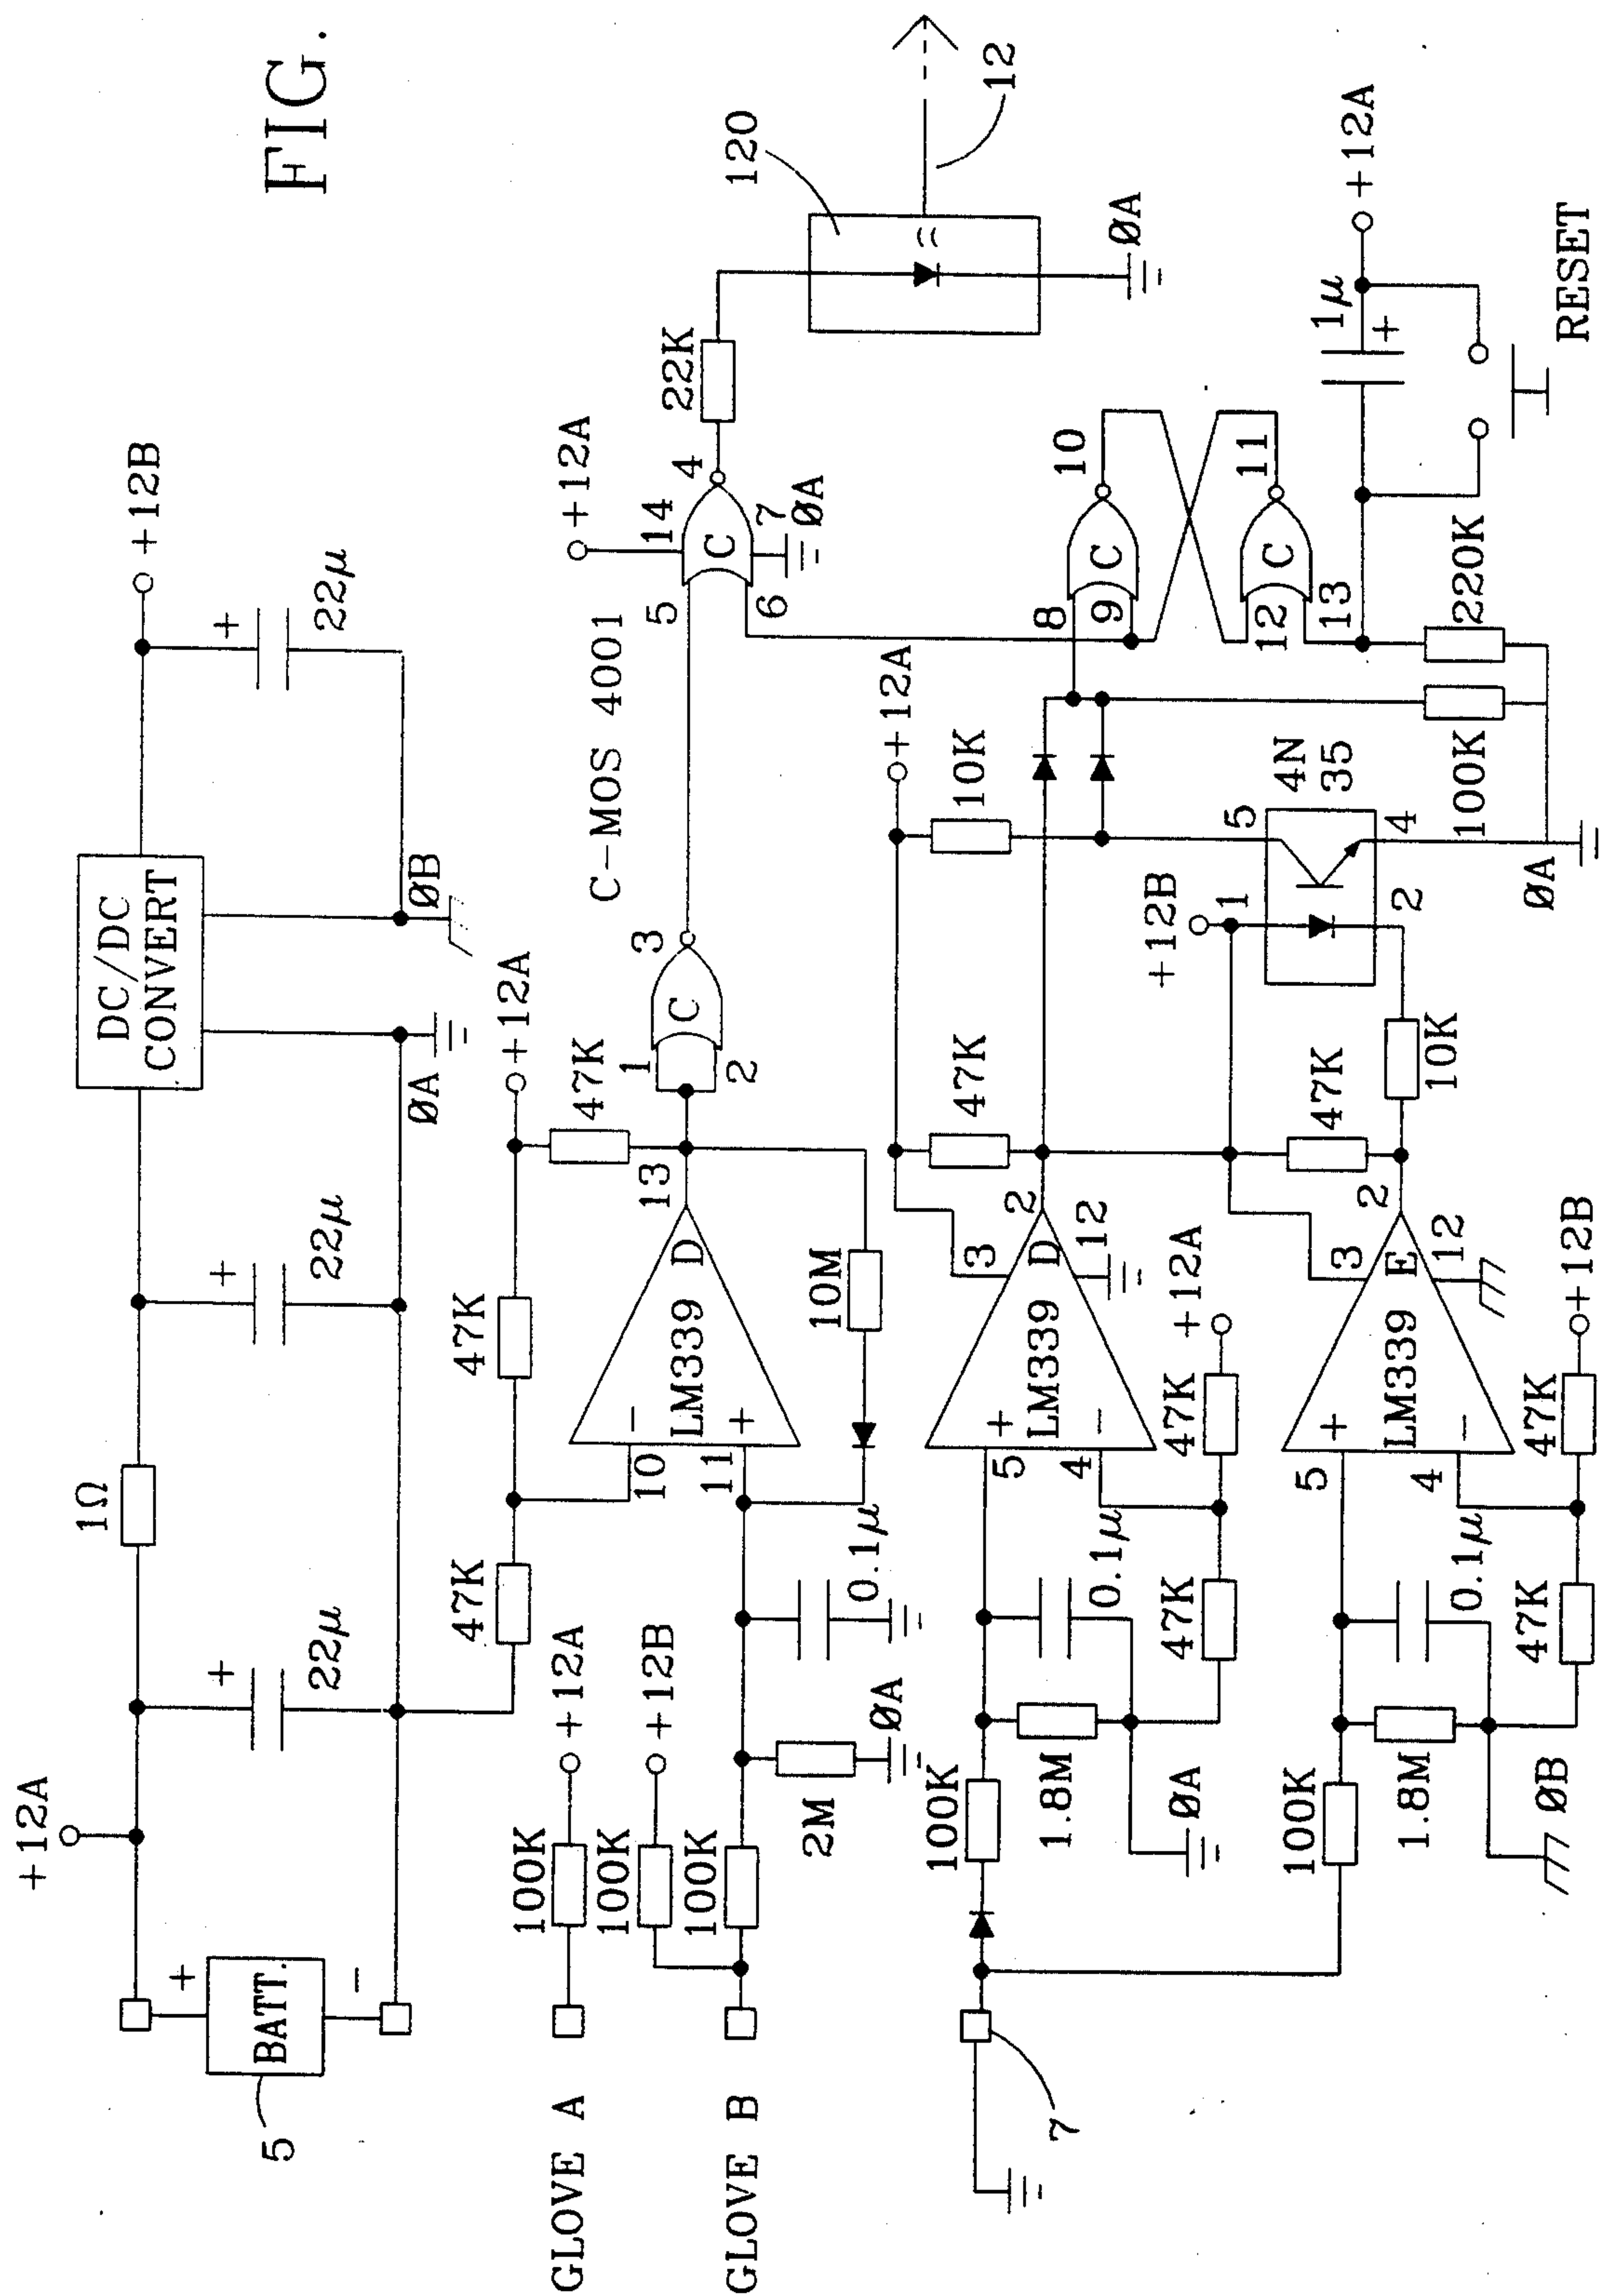 FIG.
+12A
1Ω
DC/DC
CONVERT
+12B
+
22µ
+
22µ
+
22µ
+
BATT.
-
5
ØA
ØB
47K
47K
+12A
47K
GLOVE A
100K
+12A
100K
+12B
GLOVE B
100K
2M
ØA
0.1µ
10
11
-
+
LM339
D
13
10M
1
2
C
3
C-MOS 4001
5
6
+12A
14
C
7
ØA
4
22K
120
12
ØA
7
100K
1.8M
ØA
0.1µ
47K
47K
+12A
5
4
+
-
LM339
D
3
2
12
47K
+12A
10K
8
9
C
10
12
13
C
11
1µ
+
+12A
RESET
220K
100K
+12B
1
2
5
4
4N
35
ØA
100K
1.8M
ØB
0.1µ
47K
47K
+12B
5
4
+
-
LM339
E
3
2
12
47K
10K